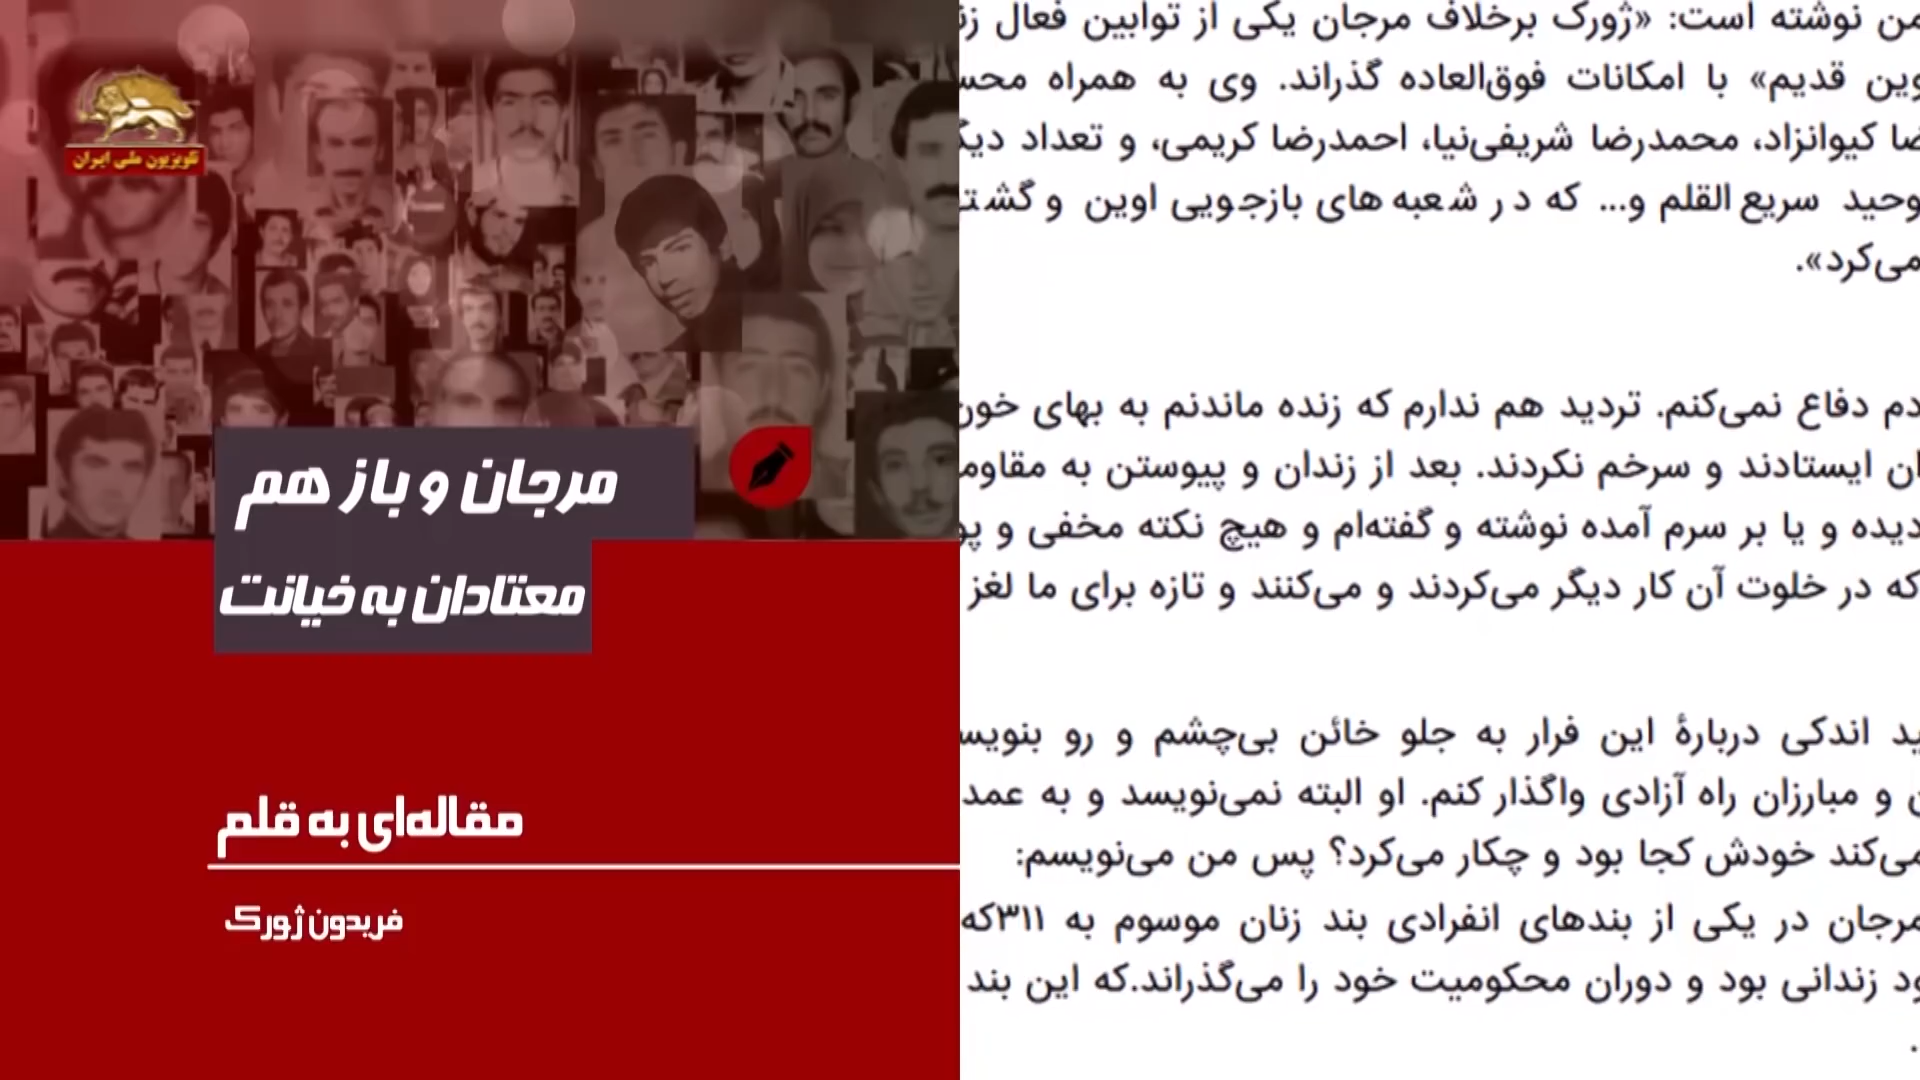 تلویزیون ملی ایران
مرجان و باز هم
معتادان به خیانت
مقاله‌ای به قلم
فریدون ژورک
من نوشته است: «ژورک برخلاف مرجان یکی از توابین فعال
وین قدیم» با امکانات فوق‌العاده گذراند. وی به همراه
ضا کیوانزاد، محمدرضا شریفی‌نیا، احمدرضا کریمی، و تعداد
وحید سریع القلم و... که در شعبه های بازجویی اوین و
می‌کرد».
دم دفاع نمی‌کنم. تردید هم ندارم که زنده ماندنم به بهای
ان ایستادند و سرخم نکردند. بعد از زندان و پیوستن به
دیده و یا بر سرم آمده نوشته و گفته‌ام و هیچ نکته مخفی و
که در خلوت آن کار دیگر می‌کردند و می‌کنند و تازه برای ما لغز
ید اندکی دربارهٔ این فرار به جلو خائن بی‌چشم و رو
و مبارزان راه آزادی واگذار کنم. او البته نمی‌نویسد و به عمد
می‌کند خودش کجا بود و چکار می‌کرد؟ پس من می‌نویسم:
مرجان در یکی از بندهای انفرادی بند زنان موسوم به ۳۱۱که
ود زندانی بود و دوران محکومیت خود را می‌گذراند.که این بند
.